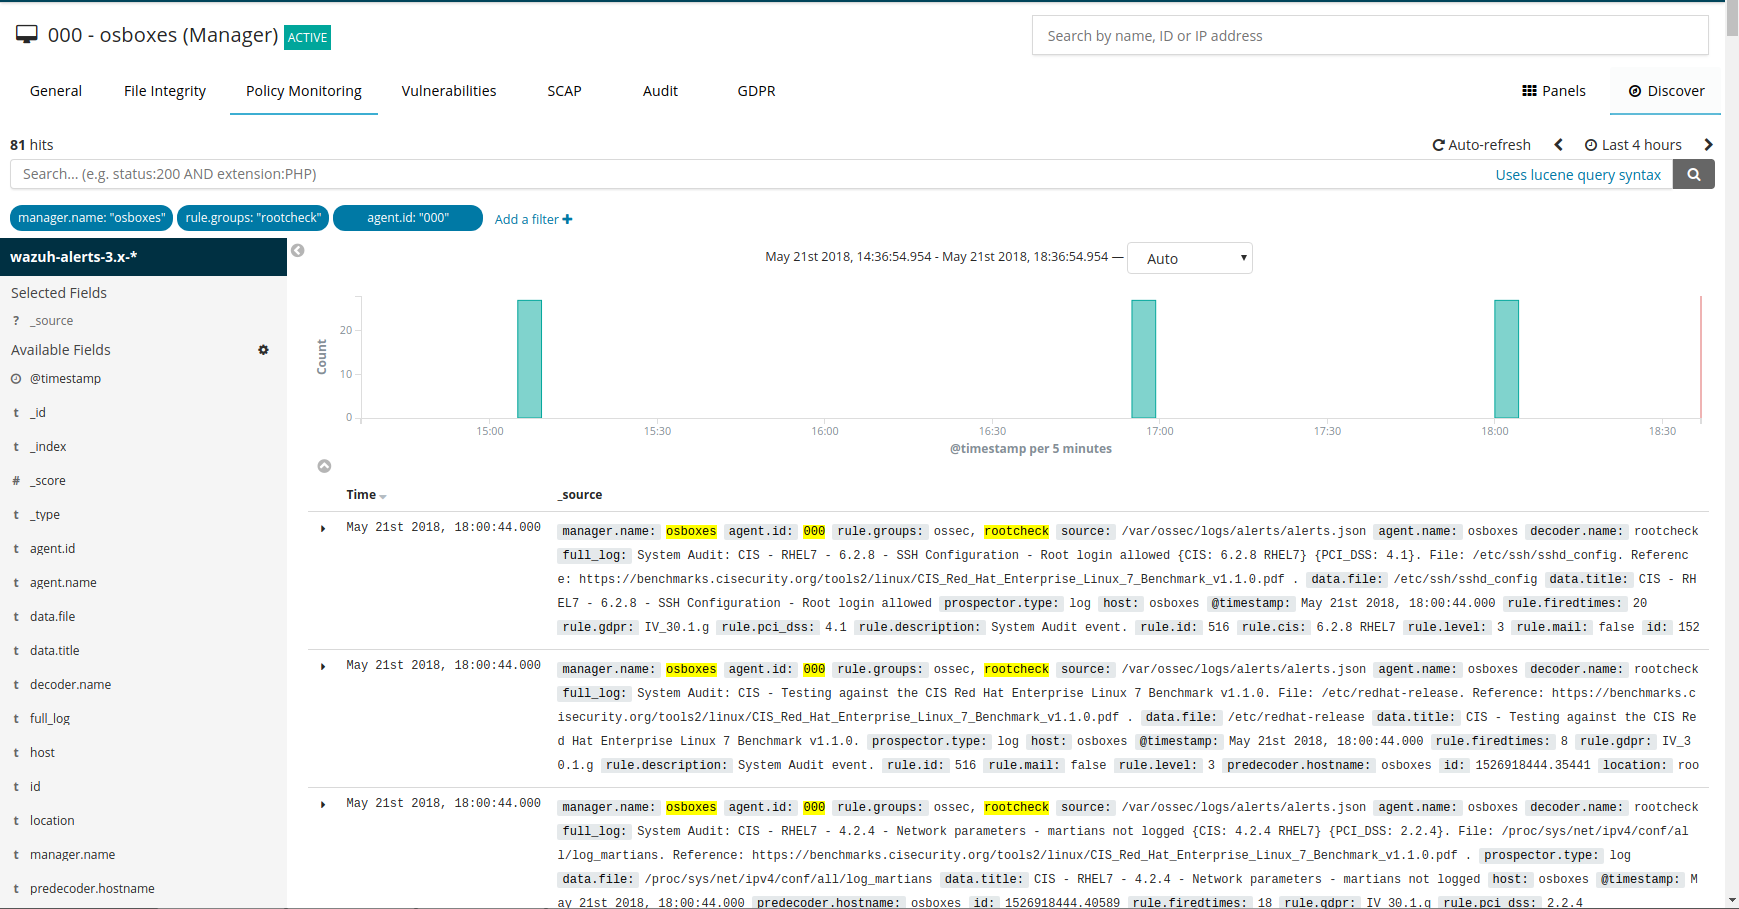 000 - osboxes (Manager) ACTIVE
Search by name, ID or IP address
General File Integrity Policy Monitoring Vulnerabilities SCAP Audit GDPR Panels Discover
81 hits
Auto-refresh Last 4 hours
Search... (e.g. status:200 AND extension:PHP) Uses lucene query syntax
manager.name: "osboxes" rule.groups: "rootcheck" agent.id: "000" Add a filter
wazuh-alerts-3.x-*
Selected Fields
? _source
Available Fields
@timestamp
t _id
t _index
# _score
t _type
t agent.id
t agent.name
t data.file
t data.title
t decoder.name
t full_log
t host
t id
t location
t manager.name
t predecoder.hostname
May 21st 2018, 14:36:54.954 - May 21st 2018, 18:36:54.954 — Auto
Count
20
10
0
15:00 15:30 16:00 16:30 17:00 17:30 18:00 18:30
@timestamp per 5 minutes
Time _source
May 21st 2018, 18:00:44.000 manager.name: osboxes agent.id: 000 rule.groups: ossec, rootcheck source: /var/ossec/logs/alerts/alerts.json agent.name: osboxes decoder.name: rootcheck
full_log: System Audit: CIS - RHEL7 - 6.2.8 - SSH Configuration - Root login allowed {CIS: 6.2.8 RHEL7} {PCI_DSS: 4.1}. File: /etc/ssh/sshd_config. Referenc
e: https://benchmarks.cisecurity.org/tools2/linux/CIS_Red_Hat_Enterprise_Linux_7_Benchmark_v1.1.0.pdf . data.file: /etc/ssh/sshd_config data.title: CIS - RH
EL7 - 6.2.8 - SSH Configuration - Root login allowed prospector.type: log host: osboxes @timestamp: May 21st 2018, 18:00:44.000 rule.firedtimes: 20
rule.gdpr: IV_30.1.g rule.pci_dss: 4.1 rule.description: System Audit event. rule.id: 516 rule.cis: 6.2.8 RHEL7 rule.level: 3 rule.mail: false id: 152
May 21st 2018, 18:00:44.000 manager.name: osboxes agent.id: 000 rule.groups: ossec, rootcheck source: /var/ossec/logs/alerts/alerts.json agent.name: osboxes decoder.name: rootcheck
full_log: System Audit: CIS - Testing against the CIS Red Hat Enterprise Linux 7 Benchmark v1.1.0. File: /etc/redhat-release. Reference: https://benchmarks.c
isecurity.org/tools2/linux/CIS_Red_Hat_Enterprise_Linux_7_Benchmark_v1.1.0.pdf . data.file: /etc/redhat-release data.title: CIS - Testing against the CIS Re
d Hat Enterprise Linux 7 Benchmark v1.1.0. prospector.type: log host: osboxes @timestamp: May 21st 2018, 18:00:44.000 rule.firedtimes: 8 rule.gdpr: IV_3
0.1.g rule.description: System Audit event. rule.id: 516 rule.mail: false rule.level: 3 predecoder.hostname: osboxes id: 1526918444.35441 location: roo
May 21st 2018, 18:00:44.000 manager.name: osboxes agent.id: 000 rule.groups: ossec, rootcheck source: /var/ossec/logs/alerts/alerts.json agent.name: osboxes decoder.name: rootcheck
full_log: System Audit: CIS - RHEL7 - 4.2.4 - Network parameters - martians not logged {CIS: 4.2.4 RHEL7} {PCI_DSS: 2.2.4}. File: /proc/sys/net/ipv4/conf/al
l/log_martians. Reference: https://benchmarks.cisecurity.org/tools2/linux/CIS_Red_Hat_Enterprise_Linux_7_Benchmark_v1.1.0.pdf . prospector.type: log
data.file: /proc/sys/net/ipv4/conf/all/log_martians data.title: CIS - RHEL7 - 4.2.4 - Network parameters - martians not logged host: osboxes @timestamp: M
ay 21st 2018, 18:00:44.000 predecoder.hostname: osboxes id: 1526918444.40589 rule.firedtimes: 18 rule.gdpr: IV_30.1.g rule.pci_dss: 2.2.4